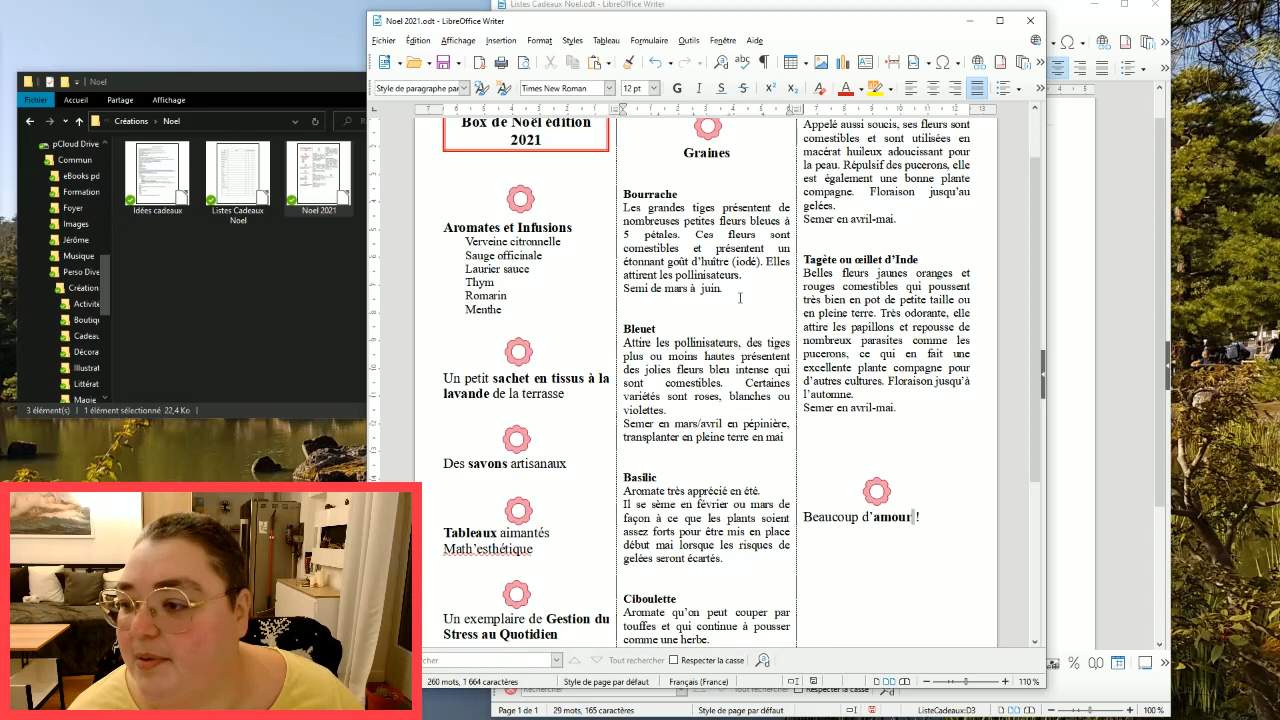 Listes Cadeaux Noel.odt - LibreOffice Writer
Noel 2021.odt - LibreOffice Writer
Fichier Édition Affichage Insertion Format Styles Tableau Formulaire Outils Fenêtre Aide
Times New Roman
12 pt
Noel
Fichier Accueil Partage Affichage
Créations
Noel
pCloud Drive
Commun
eBooks pd
Formation
Foyer
Images
Jérôme
Musique
Perso Dive
Création
Activité
Boutiq
Cadea
Décora
Illustrat
Littérat
Magie
Idées cadeaux
Listes Cadeaux
Noel
Noel 2021
3 élément(s)
1 élément sélectionné 22,4 Ko
Box de Noël édition
2021
Aromates et Infusions
Verveine citronnelle
Sauge officinale
Laurier sauce
Thym
Romarin
Menthe
Un petit sachet en tissus à la
lavande de la terrasse
Des savons artisanaux
Tableaux aimantés
Math’esthétique
Un exemplaire de Gestion du
Stress au Quotidien
Graines
Bourrache
Les grandes tiges présentent de
nombreuses petites fleurs bleues à
5 pétales. Ces fleurs sont
comestibles et présentent un
étonnant goût d’huître (iodé). Elles
attirent les pollinisateurs.
Semi de mars à juin.
Bleuet
Attire les pollinisateurs, des tiges
plus ou moins hautes présentent
des jolies fleurs bleu intense qui
sont comestibles. Certaines
variétés sont roses, blanches ou
violettes.
Semer en mars/avril en pépinière,
transplanter en pleine terre en mai
Basilic
Aromate très apprécié en été.
Il se sème en février ou mars de
façon à ce que les plants soient
assez forts pour être mis en place
début mai lorsque les risques de
gelées seront écartés.
Ciboulette
Aromate qu’on peut couper par
touffes et qui continue à pousser
comme une herbe.
Appelé aussi soucis, ses fleurs sont
comestibles et sont utilisées en
macérat huileux adoucissant pour
la peau. Répulsif des pucerons, elle
est également une bonne plante
compagne. Floraison jusqu’au
gelées.
Semer en avril-mai.
Tagète ou œillet d’Inde
Belles fleurs jaunes oranges et
rouges comestibles qui poussent
très bien en pot de petite taille ou
en pleine terre. Très odorante, elle
attire les papillons et repousse de
nombreux parasites comme les
pucerons, ce qui en fait une
excellente plante compagne pour
d’autres cultures. Floraison jusqu’à
l’automne.
Semer en avril-mai.
Beaucoup d’amour !
cher
Tout rechercher
Respecter la casse
260 mots, 1 664 caractères
Style de page par défaut
Français (France)
110 %
Page 1 de 1
29 mots, 165 caractères
Style de page par défaut
ListeCadeaux:D3
100 %